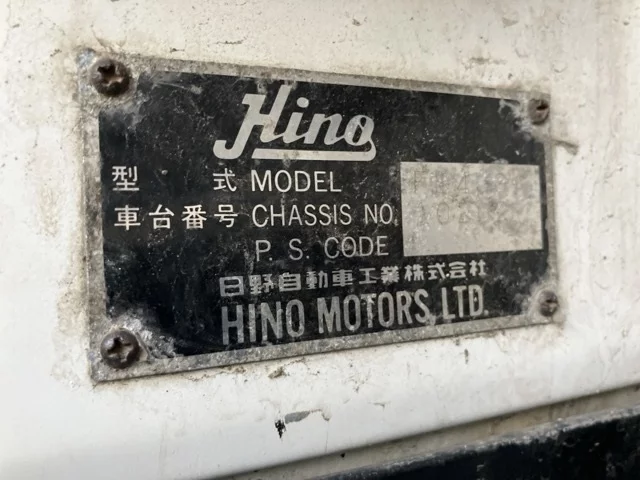 Hino
型 式 MODEL
車台番号 CHASSIS NO.
P. S. CODE
日野自動車工業株式会社
HINO MOTORS, LTD.